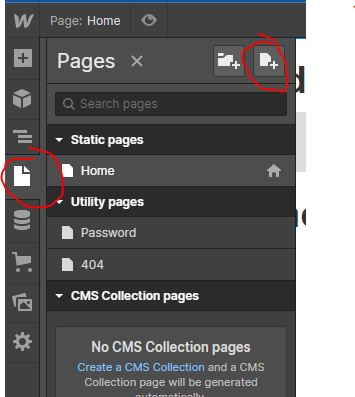 W
Page: Home
Pages
Search pages
Static pages
Home
Utility pages
Password
404
CMS Collection pages
No CMS Collection pages
Create a CMS Collection and a CMS
Collection page will be generated
automatically